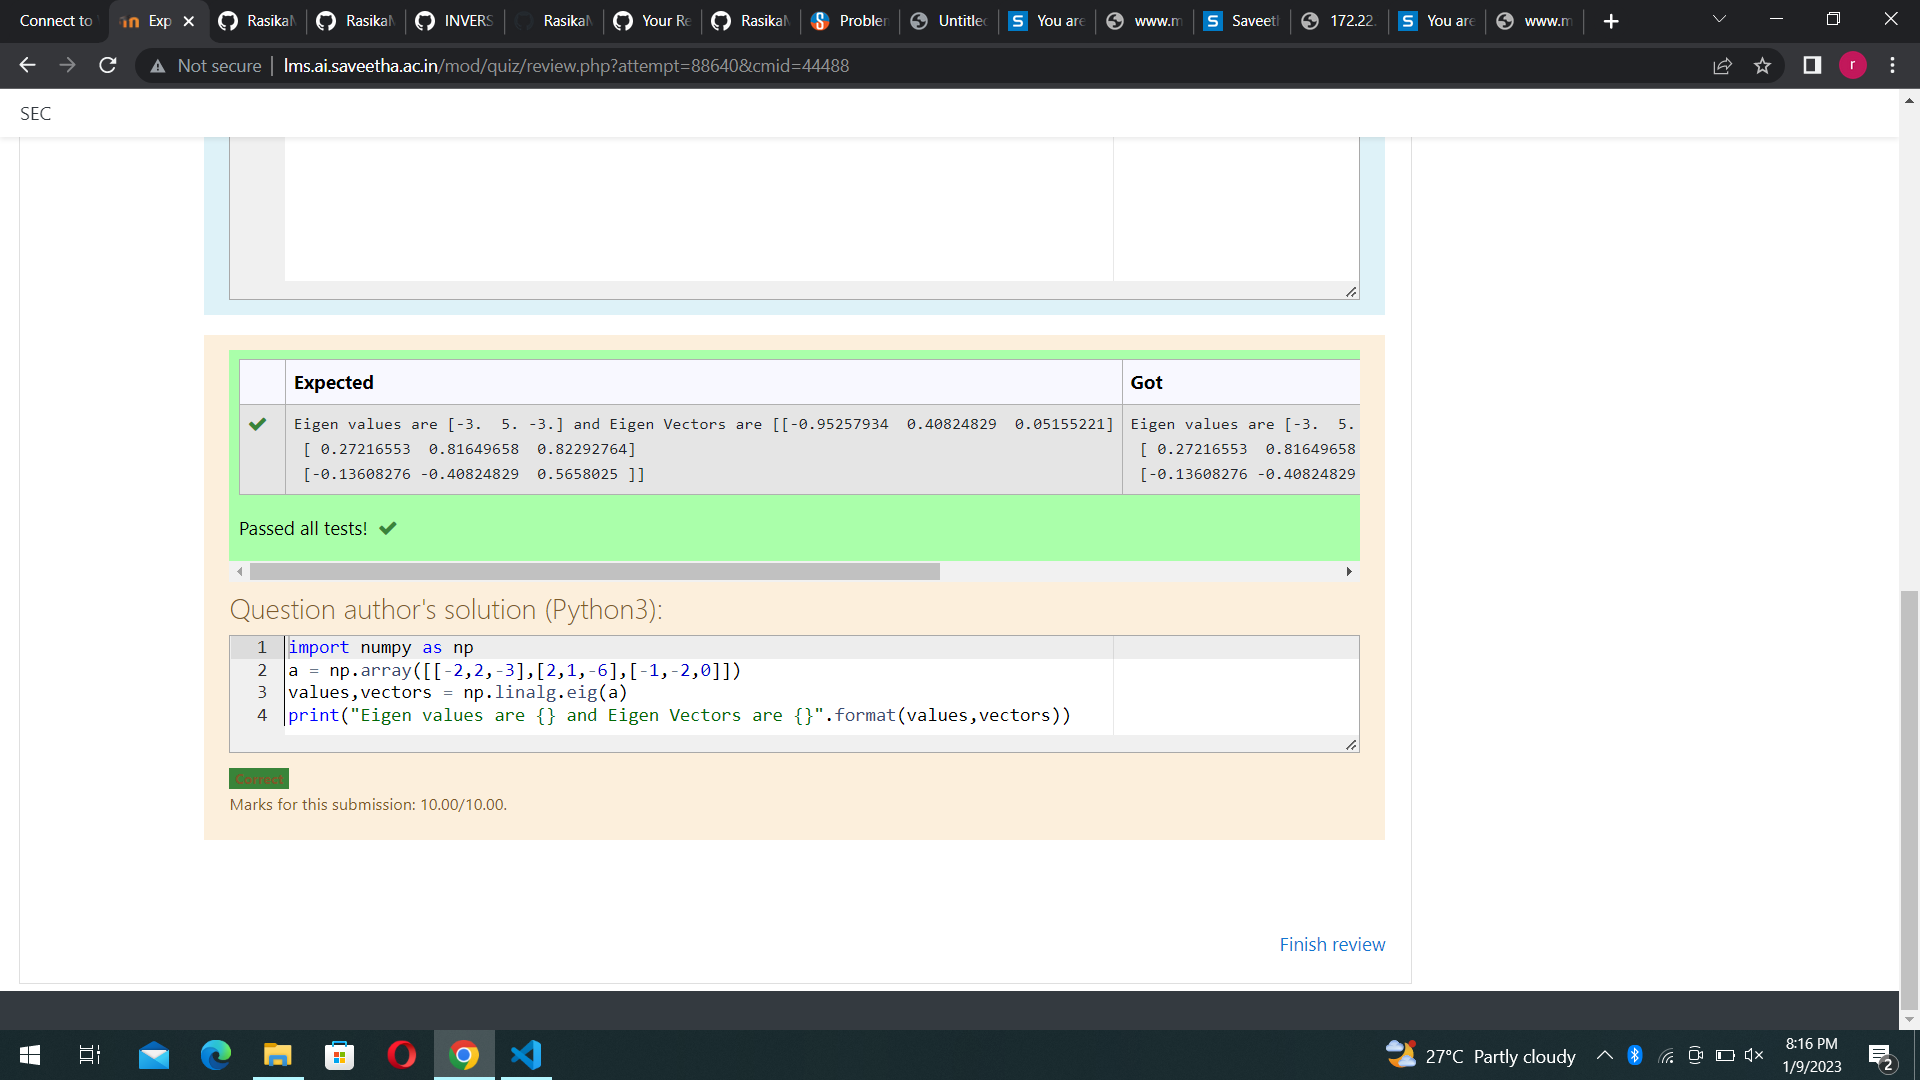 Connect to
Exp
RasikaM
RasikaM
INVERS
RasikaM
Your Re
RasikaM
Problem
Untitled
You are
www.m
Saveeth
172.22.
You are
www.m
Not secure | lms.ai.saveetha.ac.in/mod/quiz/review.php?attempt=88640&cmid=44488
r
SEC
Expected Got
Eigen values are [-3.  5. -3.] and Eigen Vectors are [[-0.95257934  0.40824829  0.05155221] Eigen values are [-3.  5.
[ 0.27216553  0.81649658  0.82292764] [ 0.27216553  0.81649658
[-0.13608276 -0.40824829  0.5658025 ]] [-0.13608276 -0.40824829
Passed all tests!
Question author's solution (Python3):
1 import numpy as np
2 a = np.array([[-2,2,-3],[2,1,-6],[-1,-2,0]])
3 values,vectors = np.linalg.eig(a)
4 print("Eigen values are {} and Eigen Vectors are {}".format(values,vectors))
Correct
Marks for this submission: 10.00/10.00.
Finish review
27°C Partly cloudy
8:16 PM
1/9/2023
2